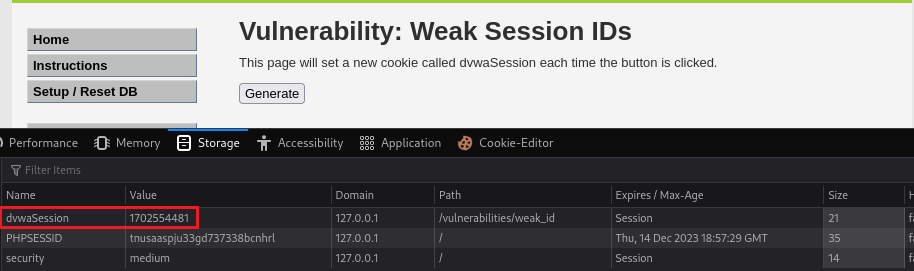 Vulnerability: Weak Session IDs
Home
Instructions
Setup / Reset DB
This page will set a new cookie called dvwaSession each time the button is clicked.
Generate
Performance Memory Storage Accessibility Application Cookie-Editor
Filter Items
Name Value Domain Path Expires / Max-Age Size
dvwaSession 1702554481 127.0.0.1 /vulnerabilities/weak_id Session 21
PHPSESSID tnusaaspju33gd737338bcnhrl 127.0.0.1 / Thu, 14 Dec 2023 18:57:29 GMT 35
security medium 127.0.0.1 / Session 14